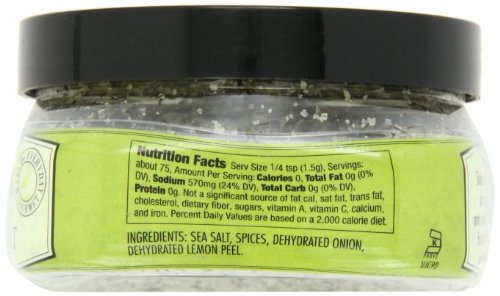 Nutrition Facts Serv Size 1/4 tsp (1.5g), Servings:
about 75, Amount Per Serving: Calories 0, Total Fat 0g (0%
DV), Sodium 570mg (24% DV), Total Carb 0g (0% DV),
Protein 0g. Not a significant source of fat cal, sat fat, trans fat,
cholesterol, dietary fiber, sugars, vitamin A, vitamin C, calcium,
and iron. Percent Daily Values are based on a 2,000 calorie diet.
INGREDIENTS: SEA SALT, SPICES, DEHYDRATED ONION,
DEHYDRATED LEMON PEEL.
EVERYDAY
GOURMET
PARVE